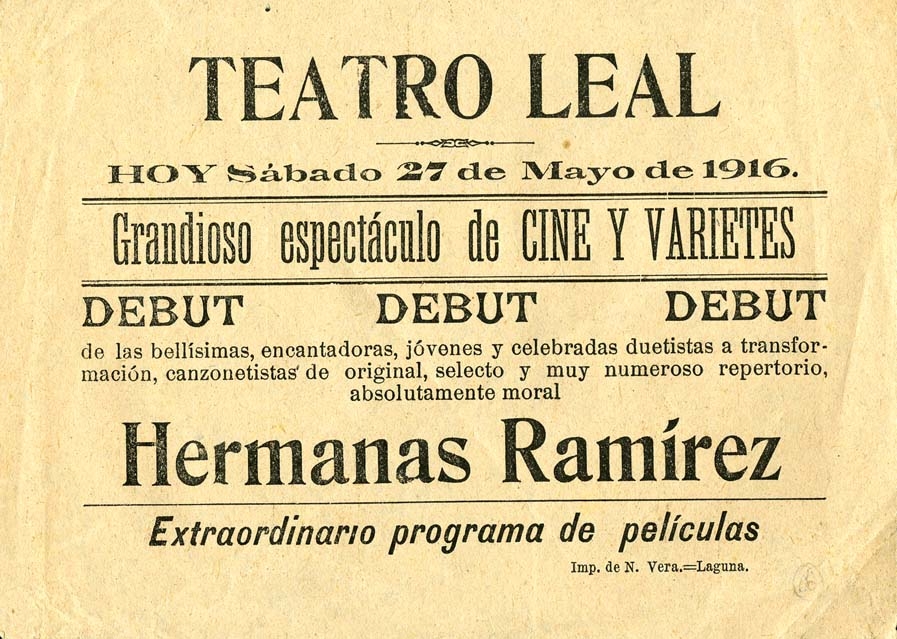 TEATRO LEAL
HOY Sábado 27 de Mayo de 1916.
Grandioso espectáculo de CINE Y VARIETES
DEBUT DEBUT DEBUT
de las bellísimas, encantadoras, jóvenes y celebradas duetistas a transfor-
mación, canzonetistas de original, selecto y muy numeroso repertorio,
absolutamente moral
Hermanas Ramírez
Extraordinario programa de películas
Imp. de N. Vera.=Laguna.